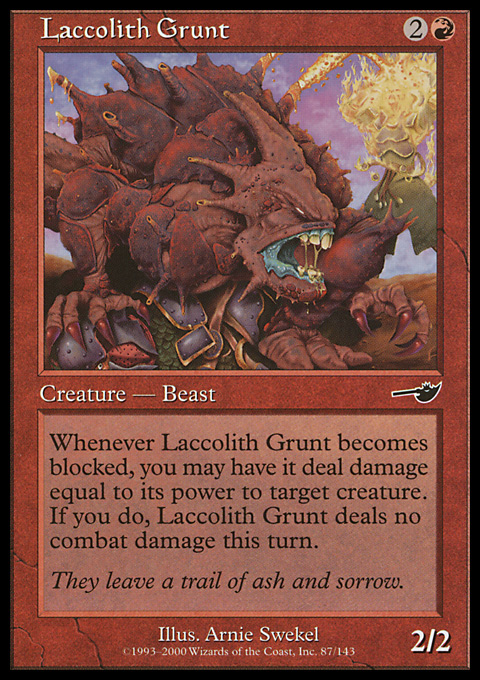 Laccolith Grunt 2
Creature — Beast
Whenever Laccolith Grunt becomes
blocked, you may have it deal damage
equal to its power to target creature.
If you do, Laccolith Grunt deals no
combat damage this turn.
They leave a trail of ash and sorrow.
Illus. Arnie Swekel
©1993–2000 Wizards of the Coast, Inc. 87/143
2/2